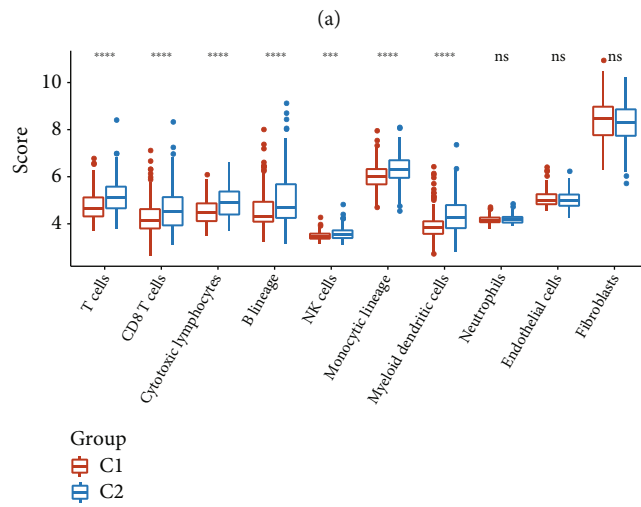 (a)
**** **** **** **** *** **** **** ns ns ns
10
8
6
4
Score
T cells
CD8 T cells
Cytotoxic lymphocytes
B lineage
NK cells
Monocytic lineage
Myeloid dendritic cells
Neutrophils
Endothelial cells
Fibroblasts
Group
C1
C2